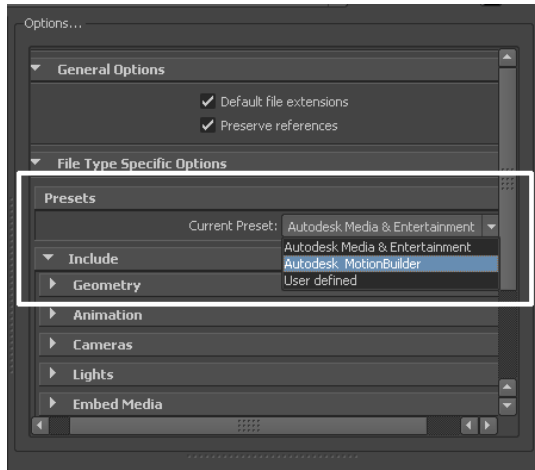 Options...
General Options
Default file extensions
Preserve references
File Type Specific Options
Presets
Current Preset: Autodesk Media & Entertainment
Autodesk Media & Entertainment
Include
Autodesk MotionBuilder
User defined
Geometry
Animation
Cameras
Lights
Embed Media